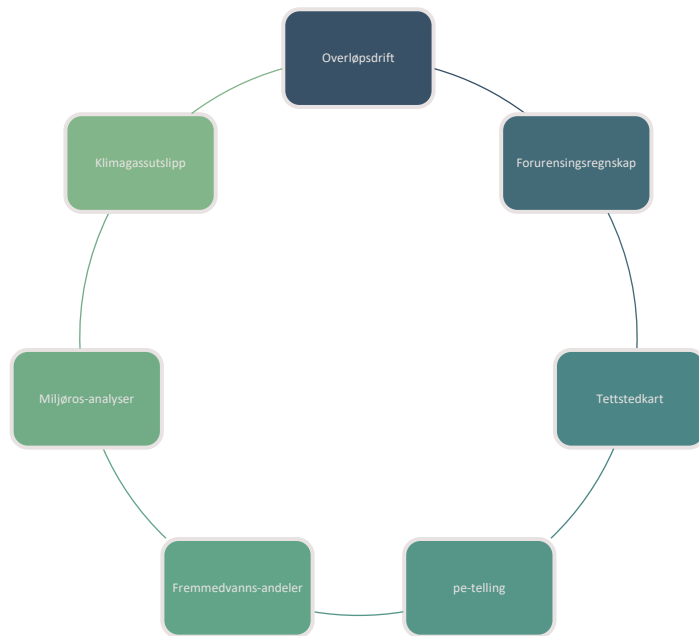 Overløpsdrift
Forurensingsregnskap
Tettstedkart
pe-telling
Fremmedvanns-andeler
Miljøros-analyser
Klimagassutslipp